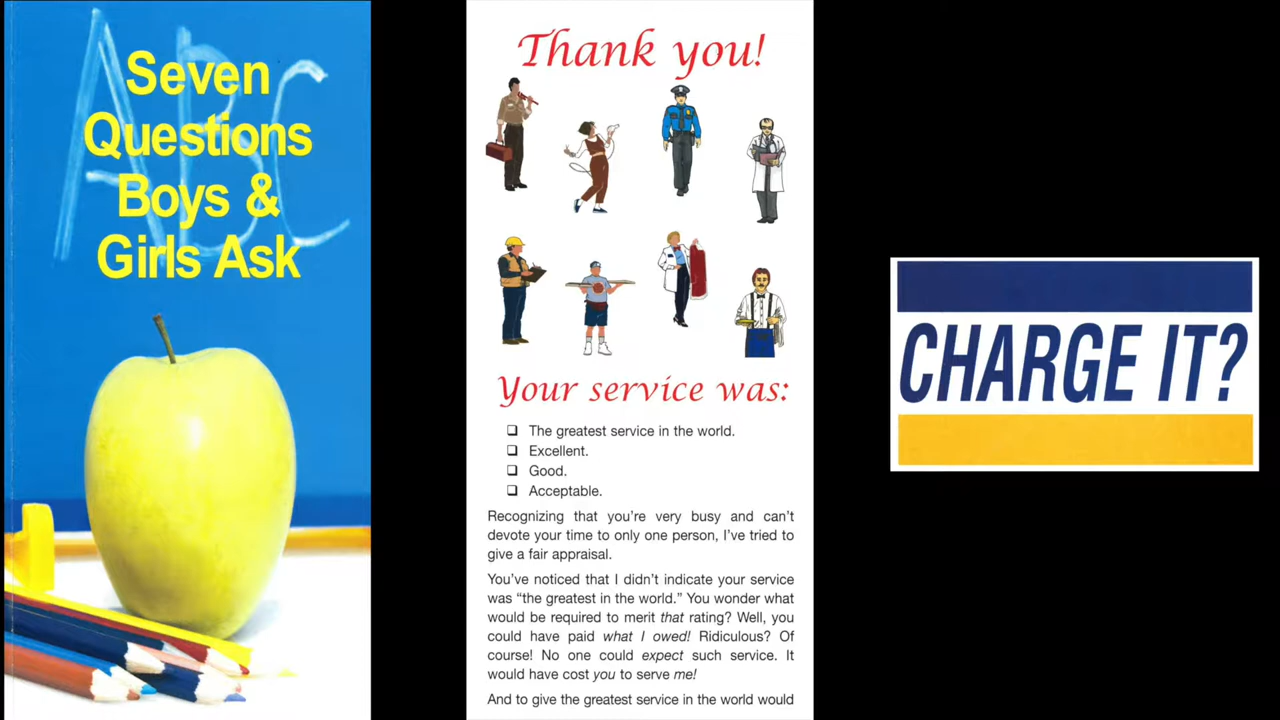 ABC
Seven
Questions
Boys &
Girls Ask
Thank you!
Your service was:
❑ The greatest service in the world.
❑ Excellent.
❑ Good.
❑ Acceptable.
Recognizing that you’re very busy and can’t
devote your time to only one person, I’ve tried to
give a fair appraisal.
You’ve noticed that I didn’t indicate your service
was “the greatest in the world.” You wonder what
would be required to merit that rating? Well, you
could have paid what I owed! Ridiculous? Of
course! No one could expect such service. It
would have cost you to serve me!
And to give the greatest service in the world would
CHARGE IT?